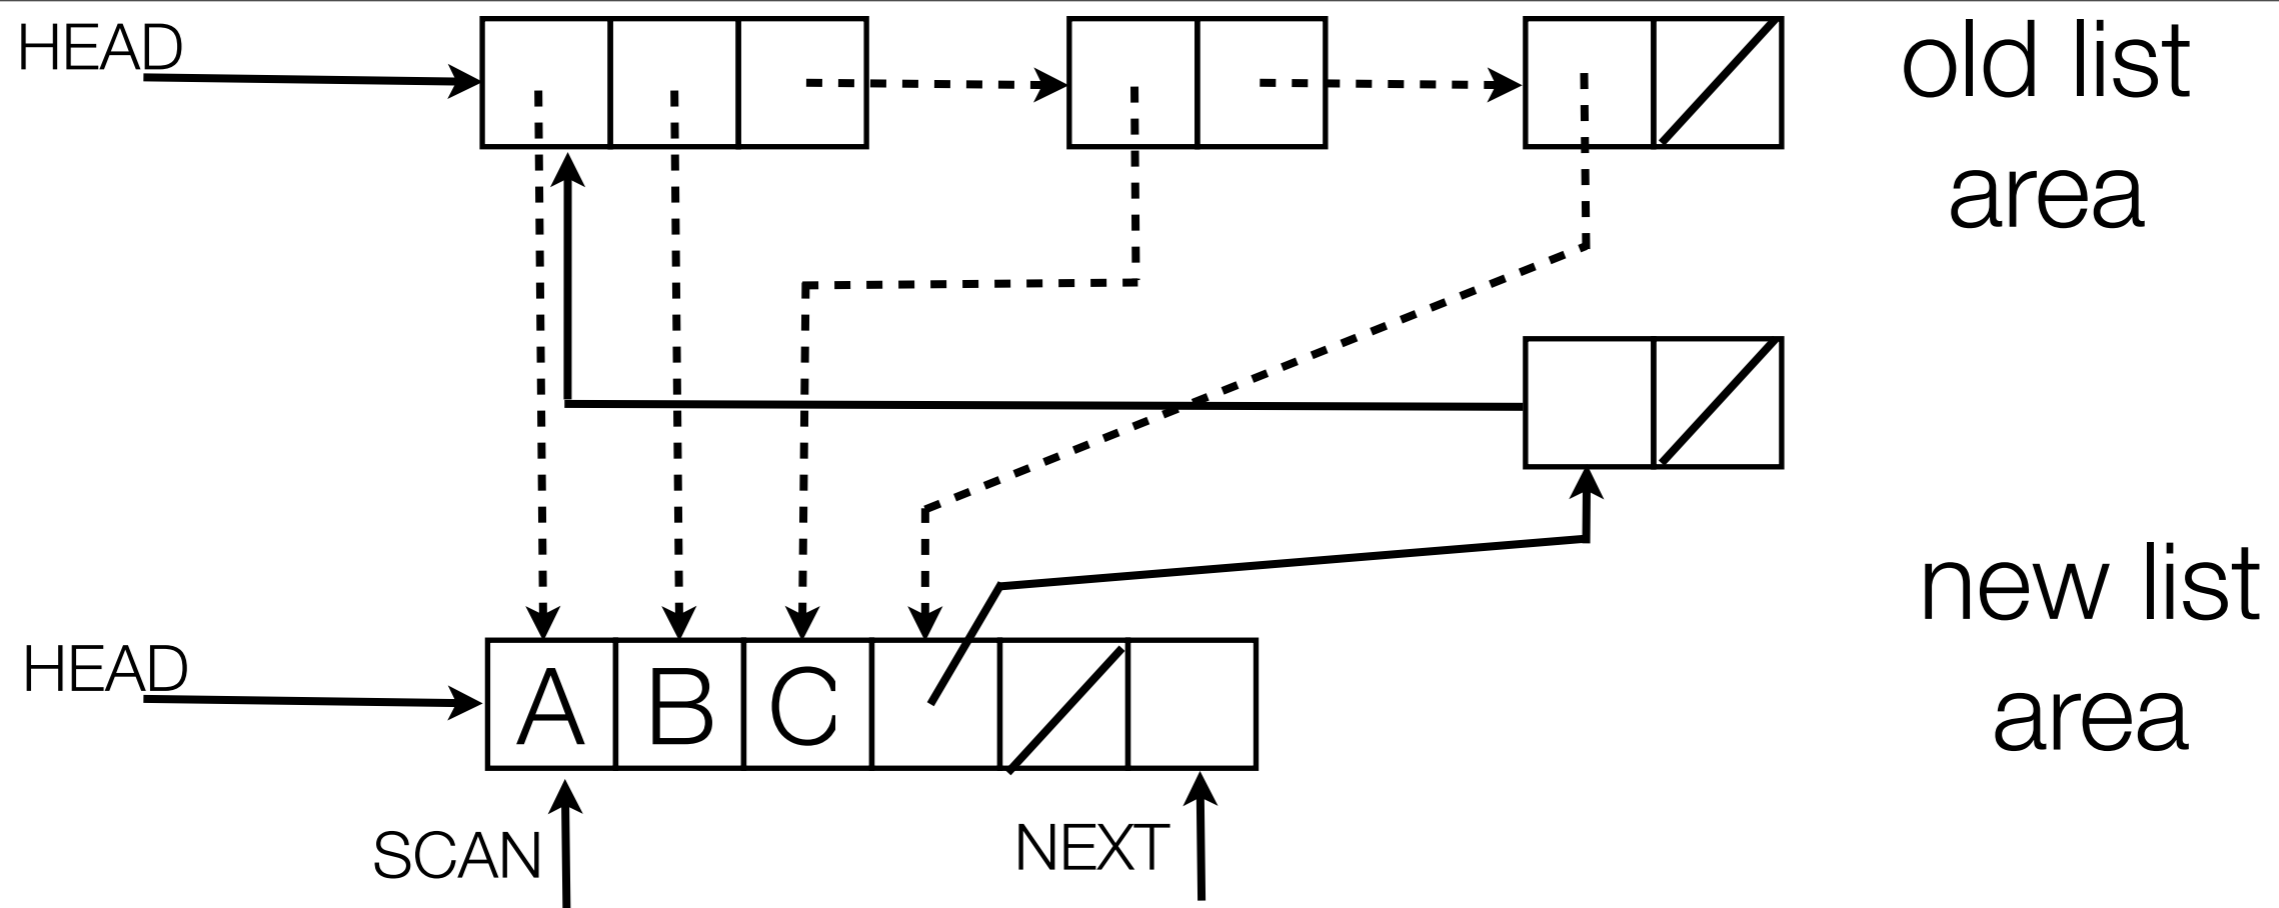 HEAD
old list
area
new list
area
HEAD
A B C
SCAN
NEXT